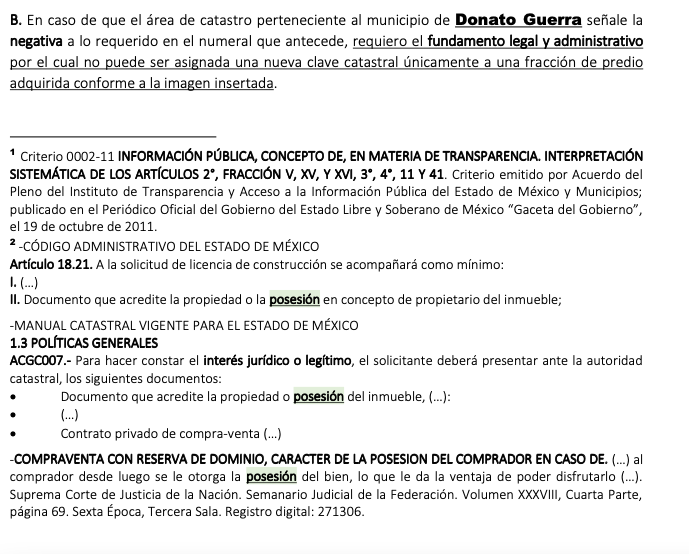 B. En caso de que el área de catastro perteneciente al municipio de Donato Guerra señale la
negativa a lo requerido en el numeral que antecede, requiero el fundamento legal y administrativo
por el cual no puede ser asignada una nueva clave catastral únicamente a una fracción de predio
adquirida conforme a la imagen insertada.
¹ Criterio 0002-11 INFORMACIÓN PÚBLICA, CONCEPTO DE, EN MATERIA DE TRANSPARENCIA. INTERPRETACIÓN
SISTEMÁTICA DE LOS ARTÍCULOS 2°, FRACCIÓN V, XV, Y XVI, 3°, 4°, 11 Y 41. Criterio emitido por Acuerdo del
Pleno del Instituto de Transparencia y Acceso a la Información Pública del Estado de México y Municipios;
publicado en el Periódico Oficial del Gobierno del Estado Libre y Soberano de México “Gaceta del Gobierno”,
el 19 de octubre de 2011.
² -CÓDIGO ADMINISTRATIVO DEL ESTADO DE MÉXICO
Artículo 18.21. A la solicitud de licencia de construcción se acompañará como mínimo:
I. (...)
II. Documento que acredite la propiedad o la posesión en concepto de propietario del inmueble;
-MANUAL CATASTRAL VIGENTE PARA EL ESTADO DE MÉXICO
1.3 POLÍTICAS GENERALES
ACGC007.- Para hacer constar el interés jurídico o legítimo, el solicitante deberá presentar ante la autoridad
catastral, los siguientes documentos:
• Documento que acredite la propiedad o posesión del inmueble, (...):
• (...)
• Contrato privado de compra-venta (...)
-COMPRAVENTA CON RESERVA DE DOMINIO, CARACTER DE LA POSESION DEL COMPRADOR EN CASO DE. (...) al
comprador desde luego se le otorga la posesión del bien, lo que le da la ventaja de poder disfrutarlo (...).
Suprema Corte de Justicia de la Nación. Semanario Judicial de la Federación. Volumen XXXVIII, Cuarta Parte,
página 69. Sexta Época, Tercera Sala. Registro digital: 271306.